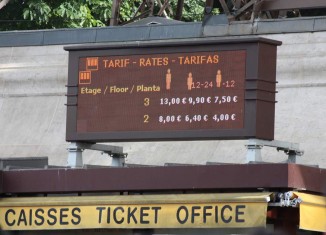 TARIF - RATES - TARIFAS
Etage / Floor / Planta 12-24 -12
3 13,00 € 9,90 € 7,50 €
2 8,00 € 6,40 € 4,00 €
CAISSES TICKET OFFICE